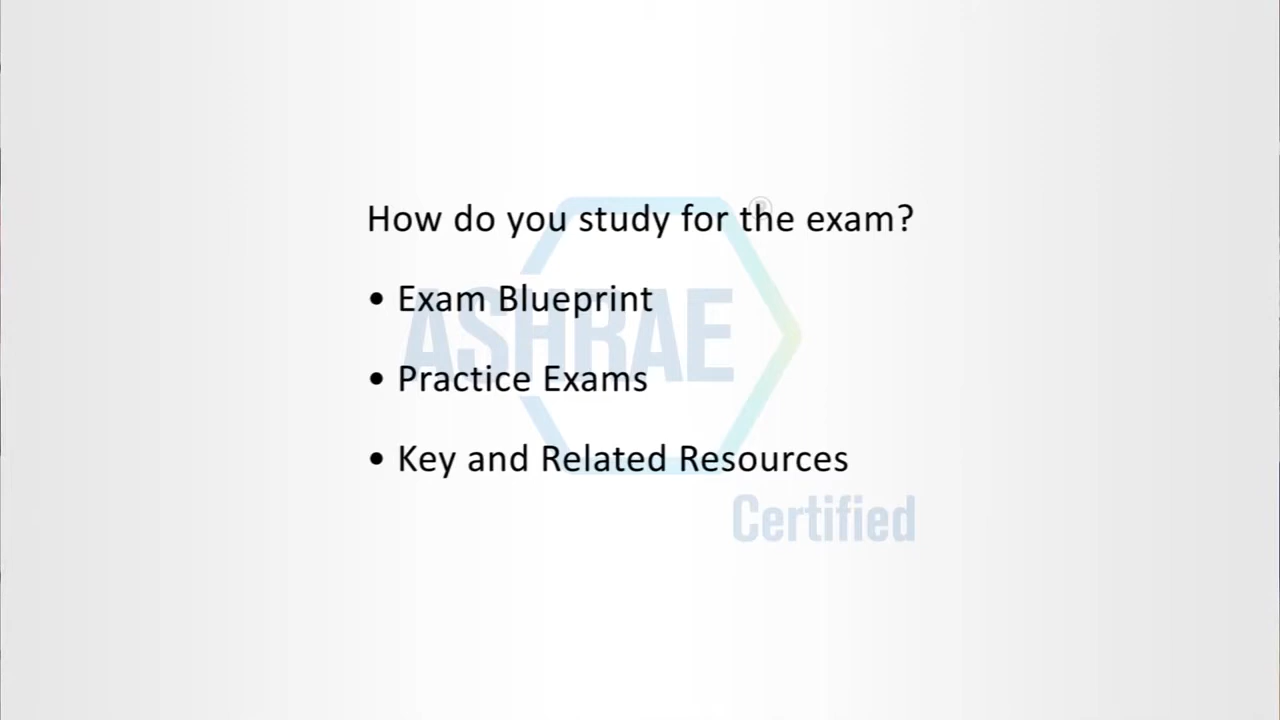 How do you study for the exam?
• Exam Blueprint
• Practice Exams
• Key and Related Resources
ASHRAE
®
Certified